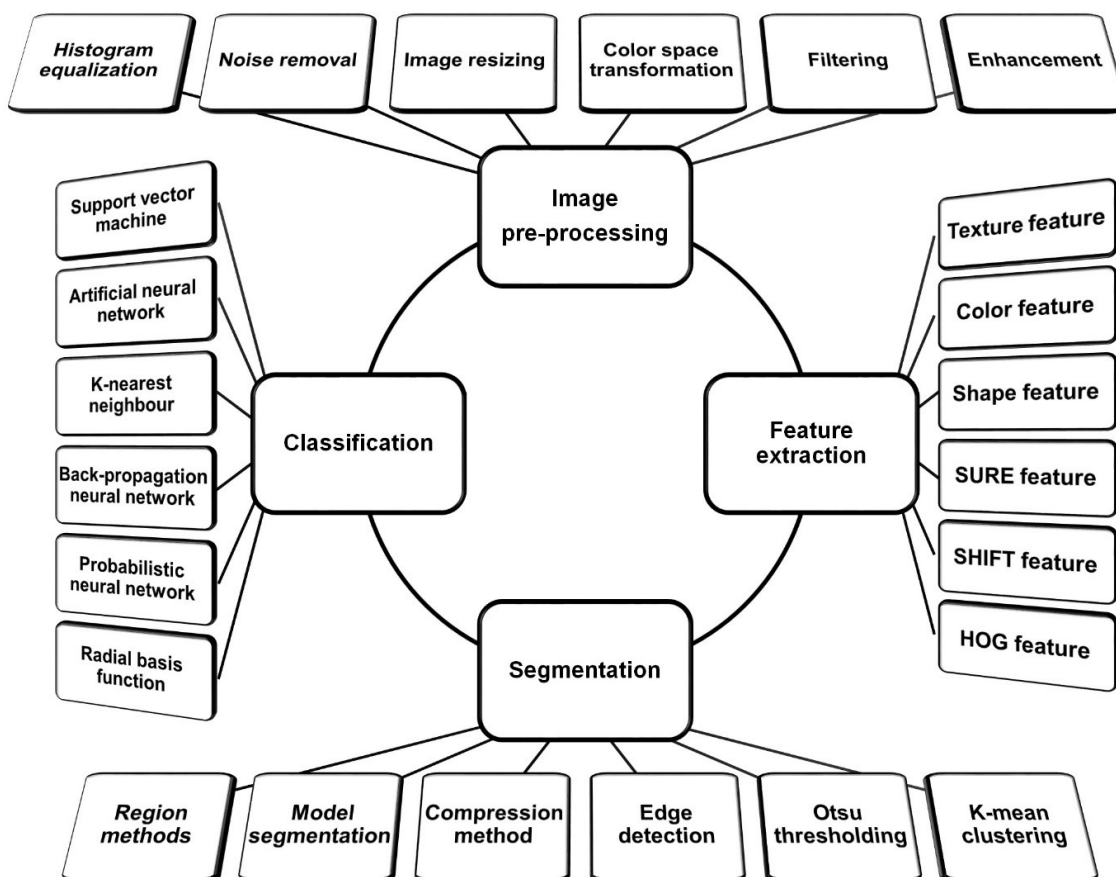 Histogram
equalization
Noise removal
Image resizing
Color space
transformation
Filtering
Enhancement
Image
pre-processing
Support vector
machine
Artificial neural
network
K-nearest
neighbour
Back-propagation
neural network
Probabilistic
neural network
Radial basis
function
Classification
Feature
extraction
Texture feature
Color feature
Shape feature
SURE feature
SHIFT feature
HOG feature
Segmentation
Region
methods
Model
segmentation
Compression
method
Edge
detection
Otsu
thresholding
K-mean
clustering